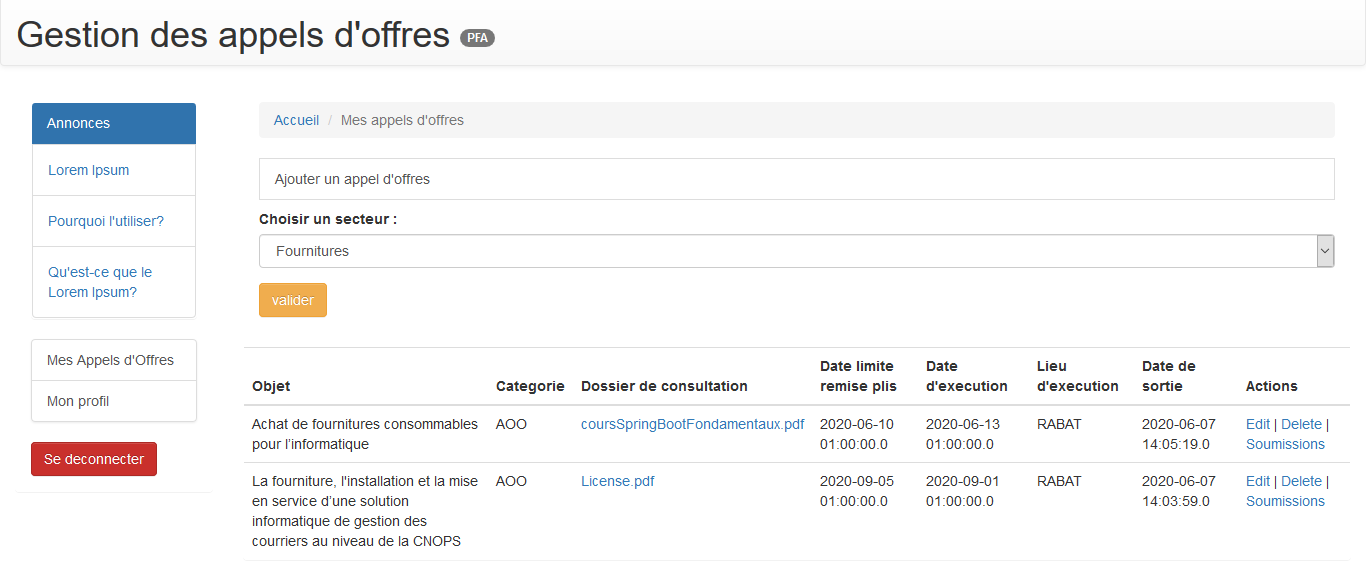 Gestion des appels d'offres PFA
Annonces
Lorem Ipsum
Pourquoi l'utiliser?
Qu'est-ce que le
Lorem Ipsum?
Mes Appels d'Offres
Mon profil
Se deconnecter
Accueil / Mes appels d'offres
Ajouter un appel d'offres
Choisir un secteur :
Fournitures
valider
Objet Categorie Dossier de consultation Date limite remise plis Date d'execution Lieu d'execution Date de sortie Actions
Achat de fournitures consommables AOO coursSpringBootFondamentaux.pdf 2020-06-10 2020-06-13 RABAT 2020-06-07 Edit | Delete |
pour l’informatique 01:00:00.0 01:00:00.0 14:05:19.0 Soumissions
La fourniture, l'installation et la mise AOO License.pdf 2020-09-05 2020-09-01 RABAT 2020-06-07 Edit | Delete |
en service d’une solution 01:00:00.0 01:00:00.0 14:03:59.0 Soumissions
informatique de gestion des
courriers au niveau de la CNOPS